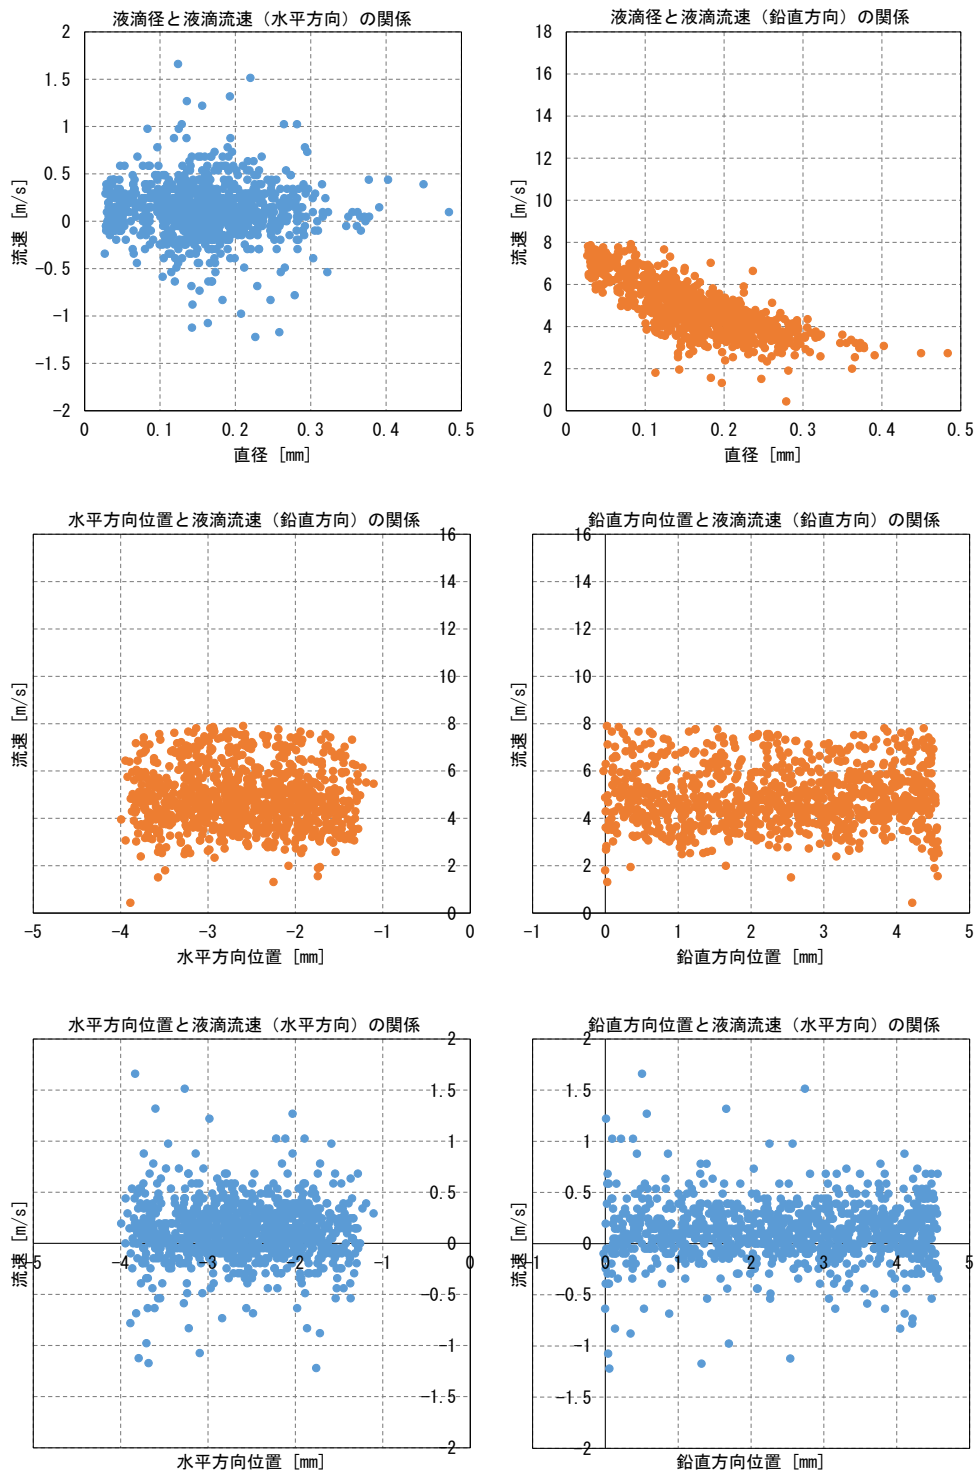 液滴径と液滴流速（水平方向）の関係
2
1.5
1
0.5
0
-0.5
-1
-1.5
-2
流速 [m/s]
0 0.1 0.2 0.3 0.4 0.5
直径 [mm]
液滴径と液滴流速（鉛直方向）の関係
18
16
14
12
10
8
6
4
2
0
流速 [m/s]
0 0.1 0.2 0.3 0.4 0.5
直径 [mm]
水平方向位置と液滴流速（鉛直方向）の関係
16
14
12
10
8
6
4
2
0
流速 [m/s]
-5 -4 -3 -2 -1 0
水平方向位置 [mm]
鉛直方向位置と液滴流速（鉛直方向）の関係
16
14
12
10
8
6
4
2
0
流速 [m/s]
-1 0 1 2 3 4 5
鉛直方向位置 [mm]
水平方向位置と液滴流速（水平方向）の関係
2
1.5
1
0.5
0
-0.5
-1
-1.5
-2
流速 [m/s]
-5 -4 -3 -2 -1 0
水平方向位置 [mm]
鉛直方向位置と液滴流速（水平方向）の関係
2
1.5
1
0.5
0
-0.5
-1
-1.5
-2
流速 [m/s]
-1 0 1 2 3 4 5
鉛直方向位置 [mm]